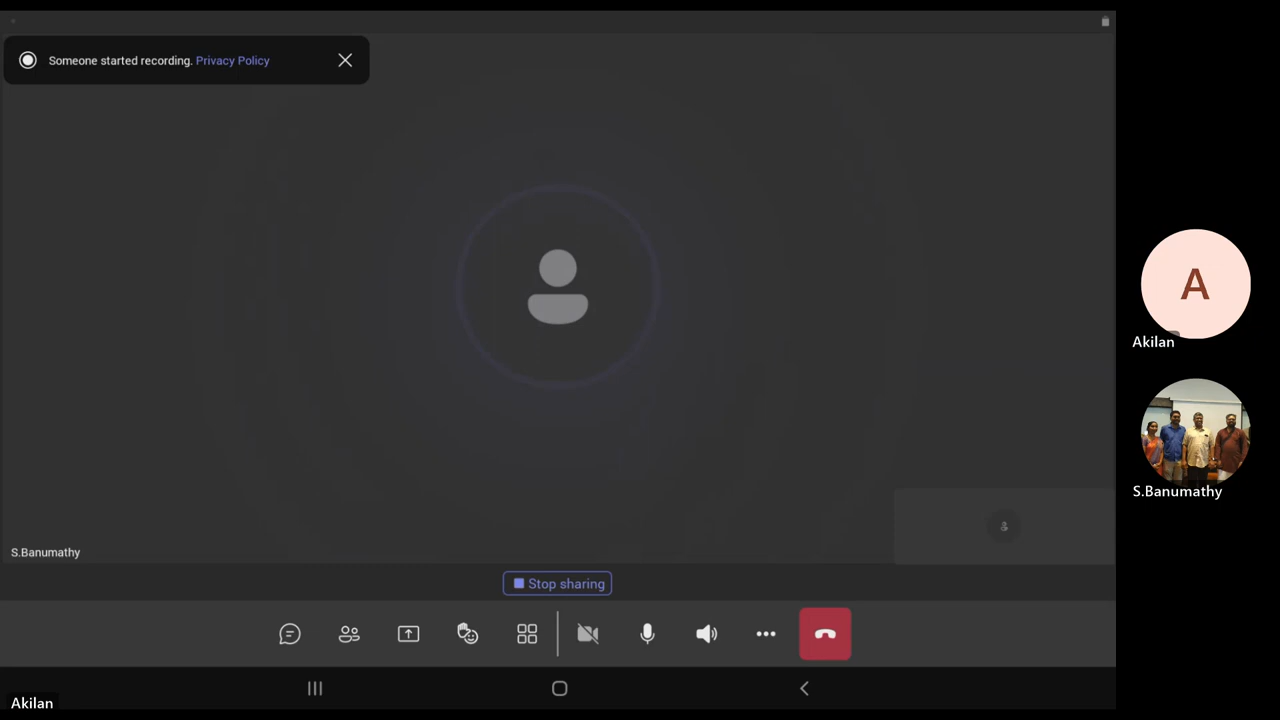 Someone started recording. Privacy Policy
A
Akilan
S.Banumathy
S.Banumathy
Stop sharing
Akilan